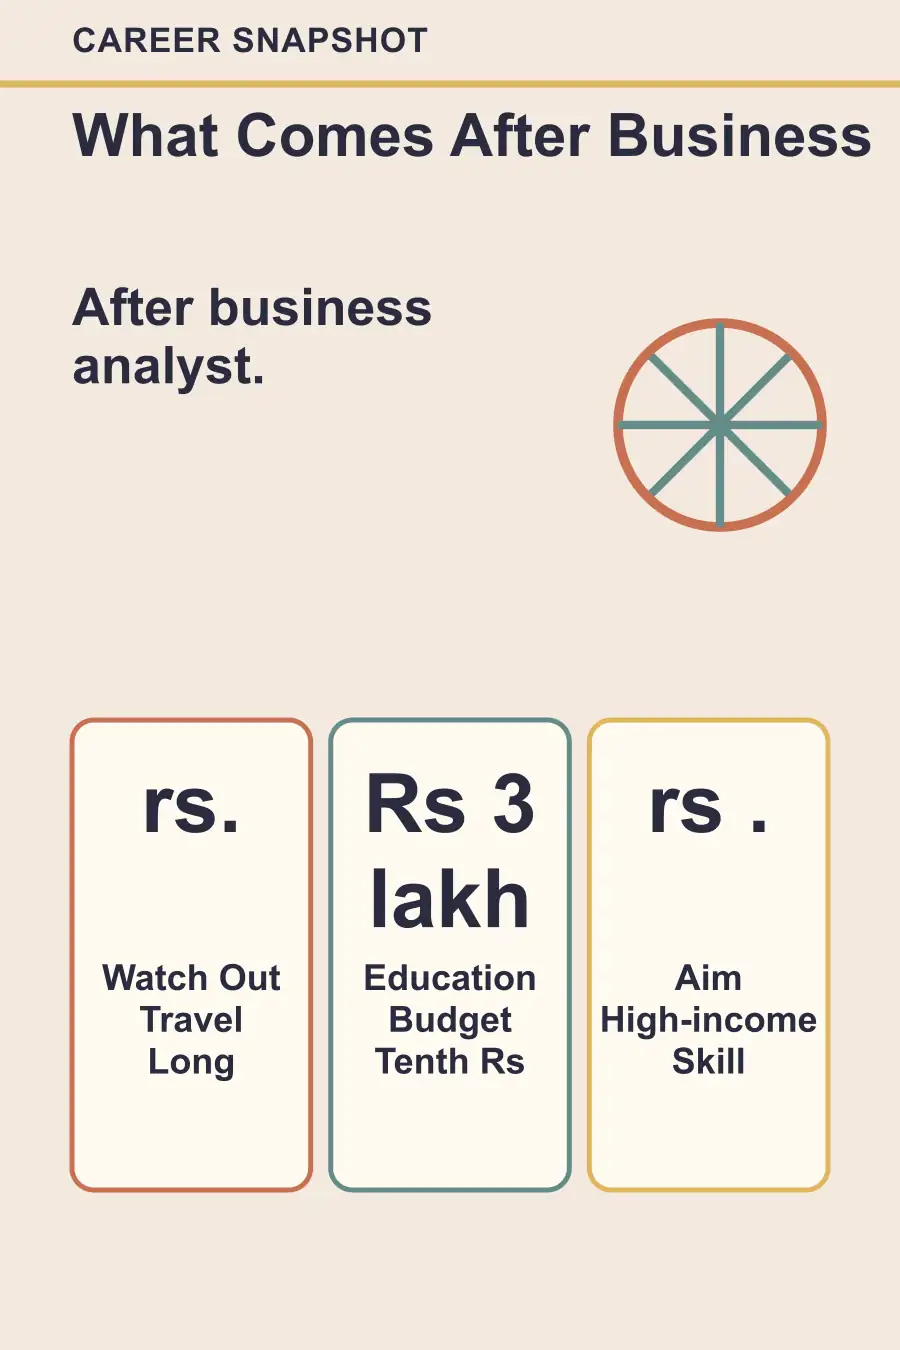 CAREER SNAPSHOT
What Comes After Business
After business
analyst.
rs.
Watch Out
Travel
Long
Rs 3
lakh
Education
Budget
Tenth Rs
rs .
Aim
High-income
Skill